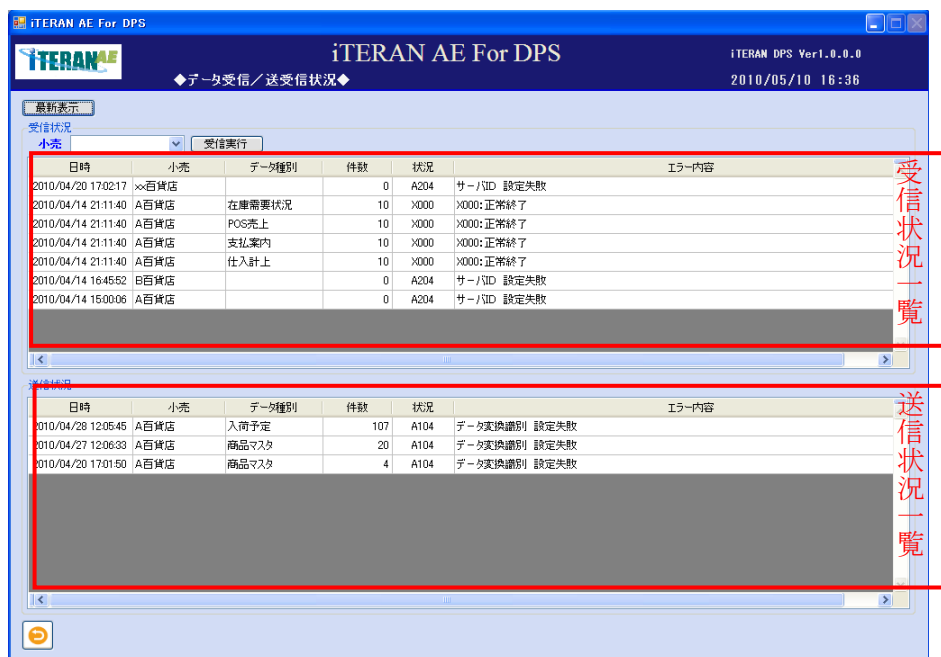 iTERAN AE For DPS
iTERAN AE
iTERAN AE For DPS
iTERAN DPS Ver1.0.0.0
◆データ受信／送受信状況◆
2010/05/10 16:36
最新表示
受信状況
小売 受信実行
日時 小売 データ種別 件数 状況 エラー内容
2010/04/20 17:02:17 ××百貨店 0 A204 サーバID 設定失敗
2010/04/14 21:11:40 A百貨店 在庫需要状況 10 X000 X000:正常終了
2010/04/14 21:11:40 A百貨店 POS売上 10 X000 X000:正常終了
2010/04/14 21:11:40 A百貨店 支払案内 10 X000 X000:正常終了
2010/04/14 21:11:40 A百貨店 仕入計上 10 X000 X000:正常終了
2010/04/14 16:45:52 B百貨店 0 A204 サーバID 設定失敗
2010/04/14 15:00:06 A百貨店 0 A204 サーバID 設定失敗
受信状況一覧
送信状況
日時 小売 データ種別 件数 状況 エラー内容
2010/04/28 12:05:45 A百貨店 入荷予定 107 A104 データ変換識別 設定失敗
2010/04/27 12:06:33 A百貨店 商品マスタ 20 A104 データ変換識別 設定失敗
2010/04/20 17:01:50 A百貨店 商品マスタ 4 A104 データ変換識別 設定失敗
送信状況一覧